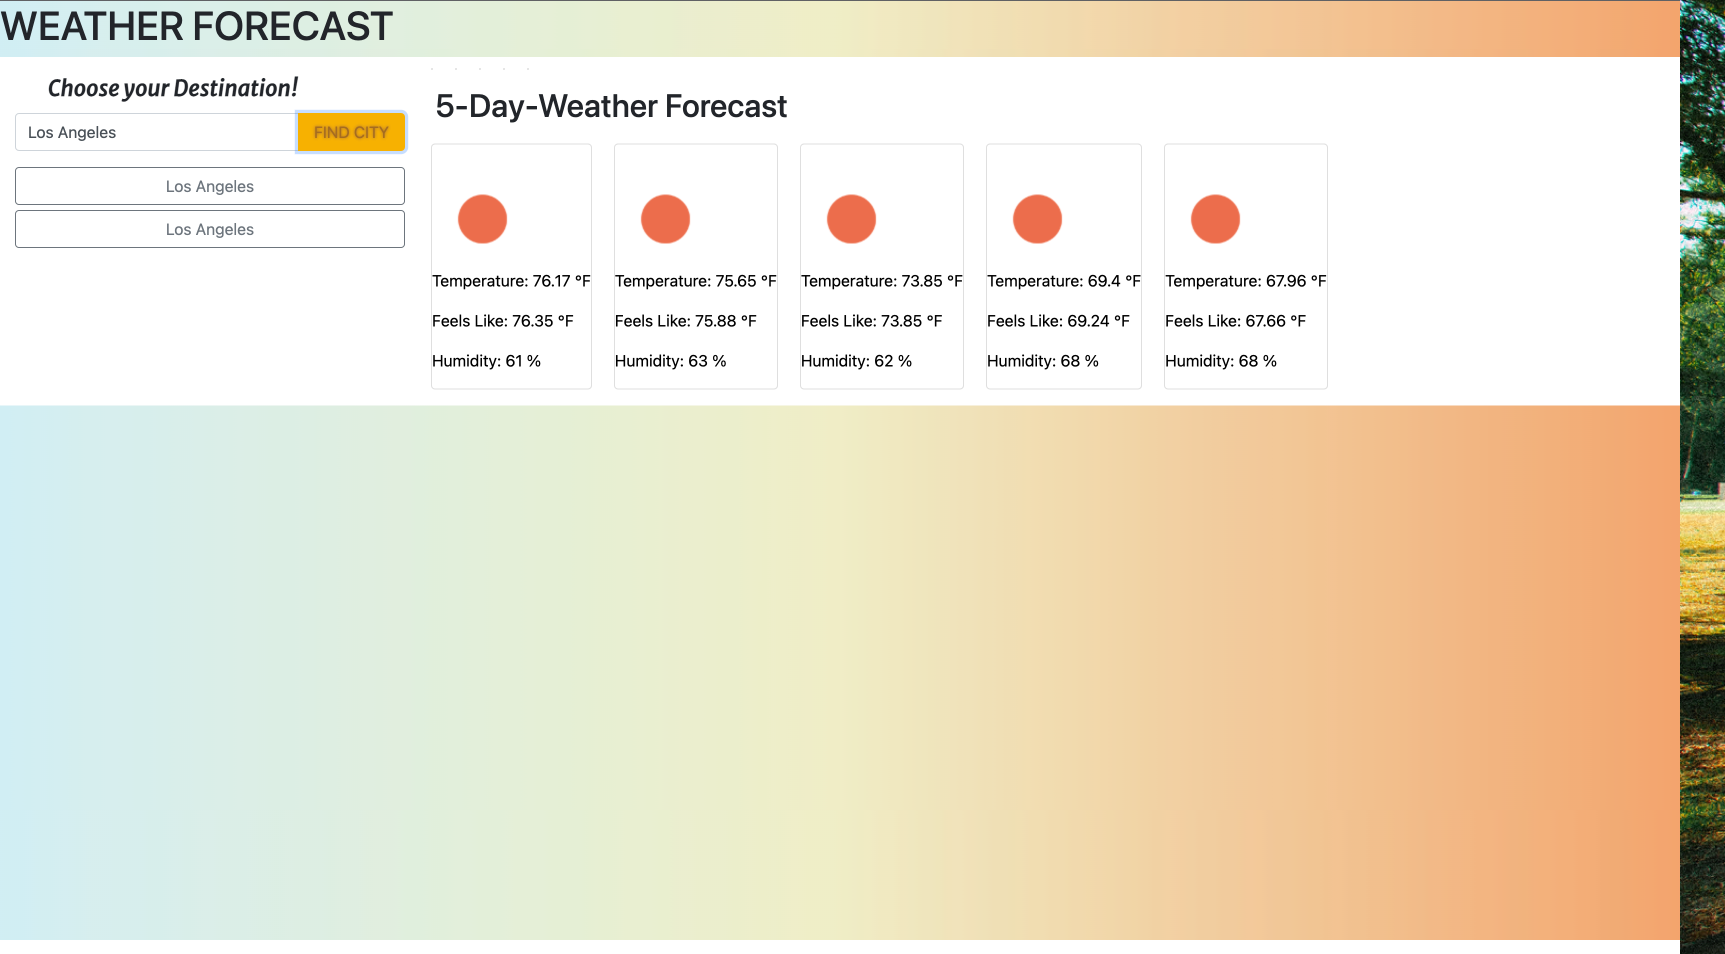 WEATHER FORECAST
Choose your Destination!
Los Angeles
FIND CITY
Los Angeles
Los Angeles
5-Day-Weather Forecast
Temperature: 76.17 °F
Feels Like: 76.35 °F
Humidity: 61 %
Temperature: 75.65 °F
Feels Like: 75.88 °F
Humidity: 63 %
Temperature: 73.85 °F
Feels Like: 73.85 °F
Humidity: 62 %
Temperature: 69.4 °F
Feels Like: 69.24 °F
Humidity: 68 %
Temperature: 67.96 °F
Feels Like: 67.66 °F
Humidity: 68 %